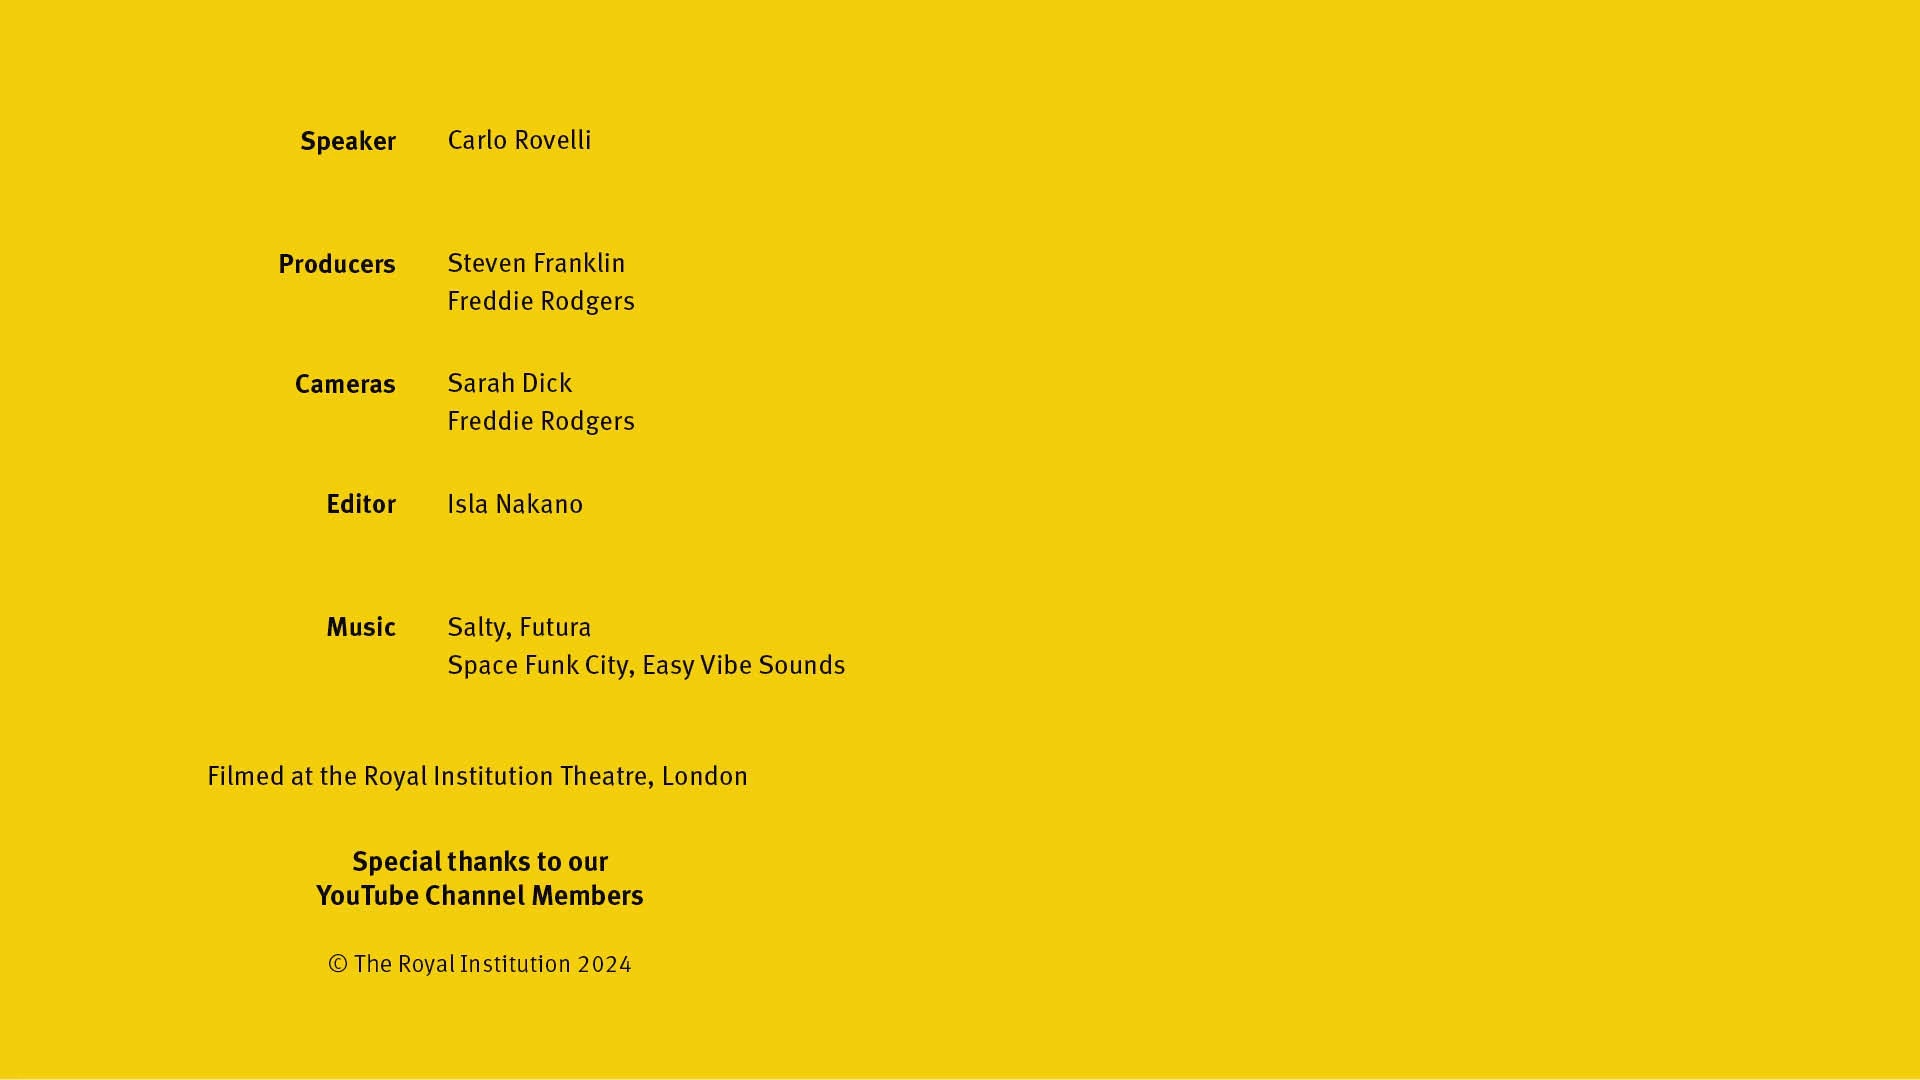 Speaker Carlo Rovelli
Producers Steven Franklin
Freddie Rodgers
Cameras Sarah Dick
Freddie Rodgers
Editor Isla Nakano
Music Salty, Futura
Space Funk City, Easy Vibe Sounds
Filmed at the Royal Institution Theatre, London
Special thanks to our
YouTube Channel Members
© The Royal Institution 2024